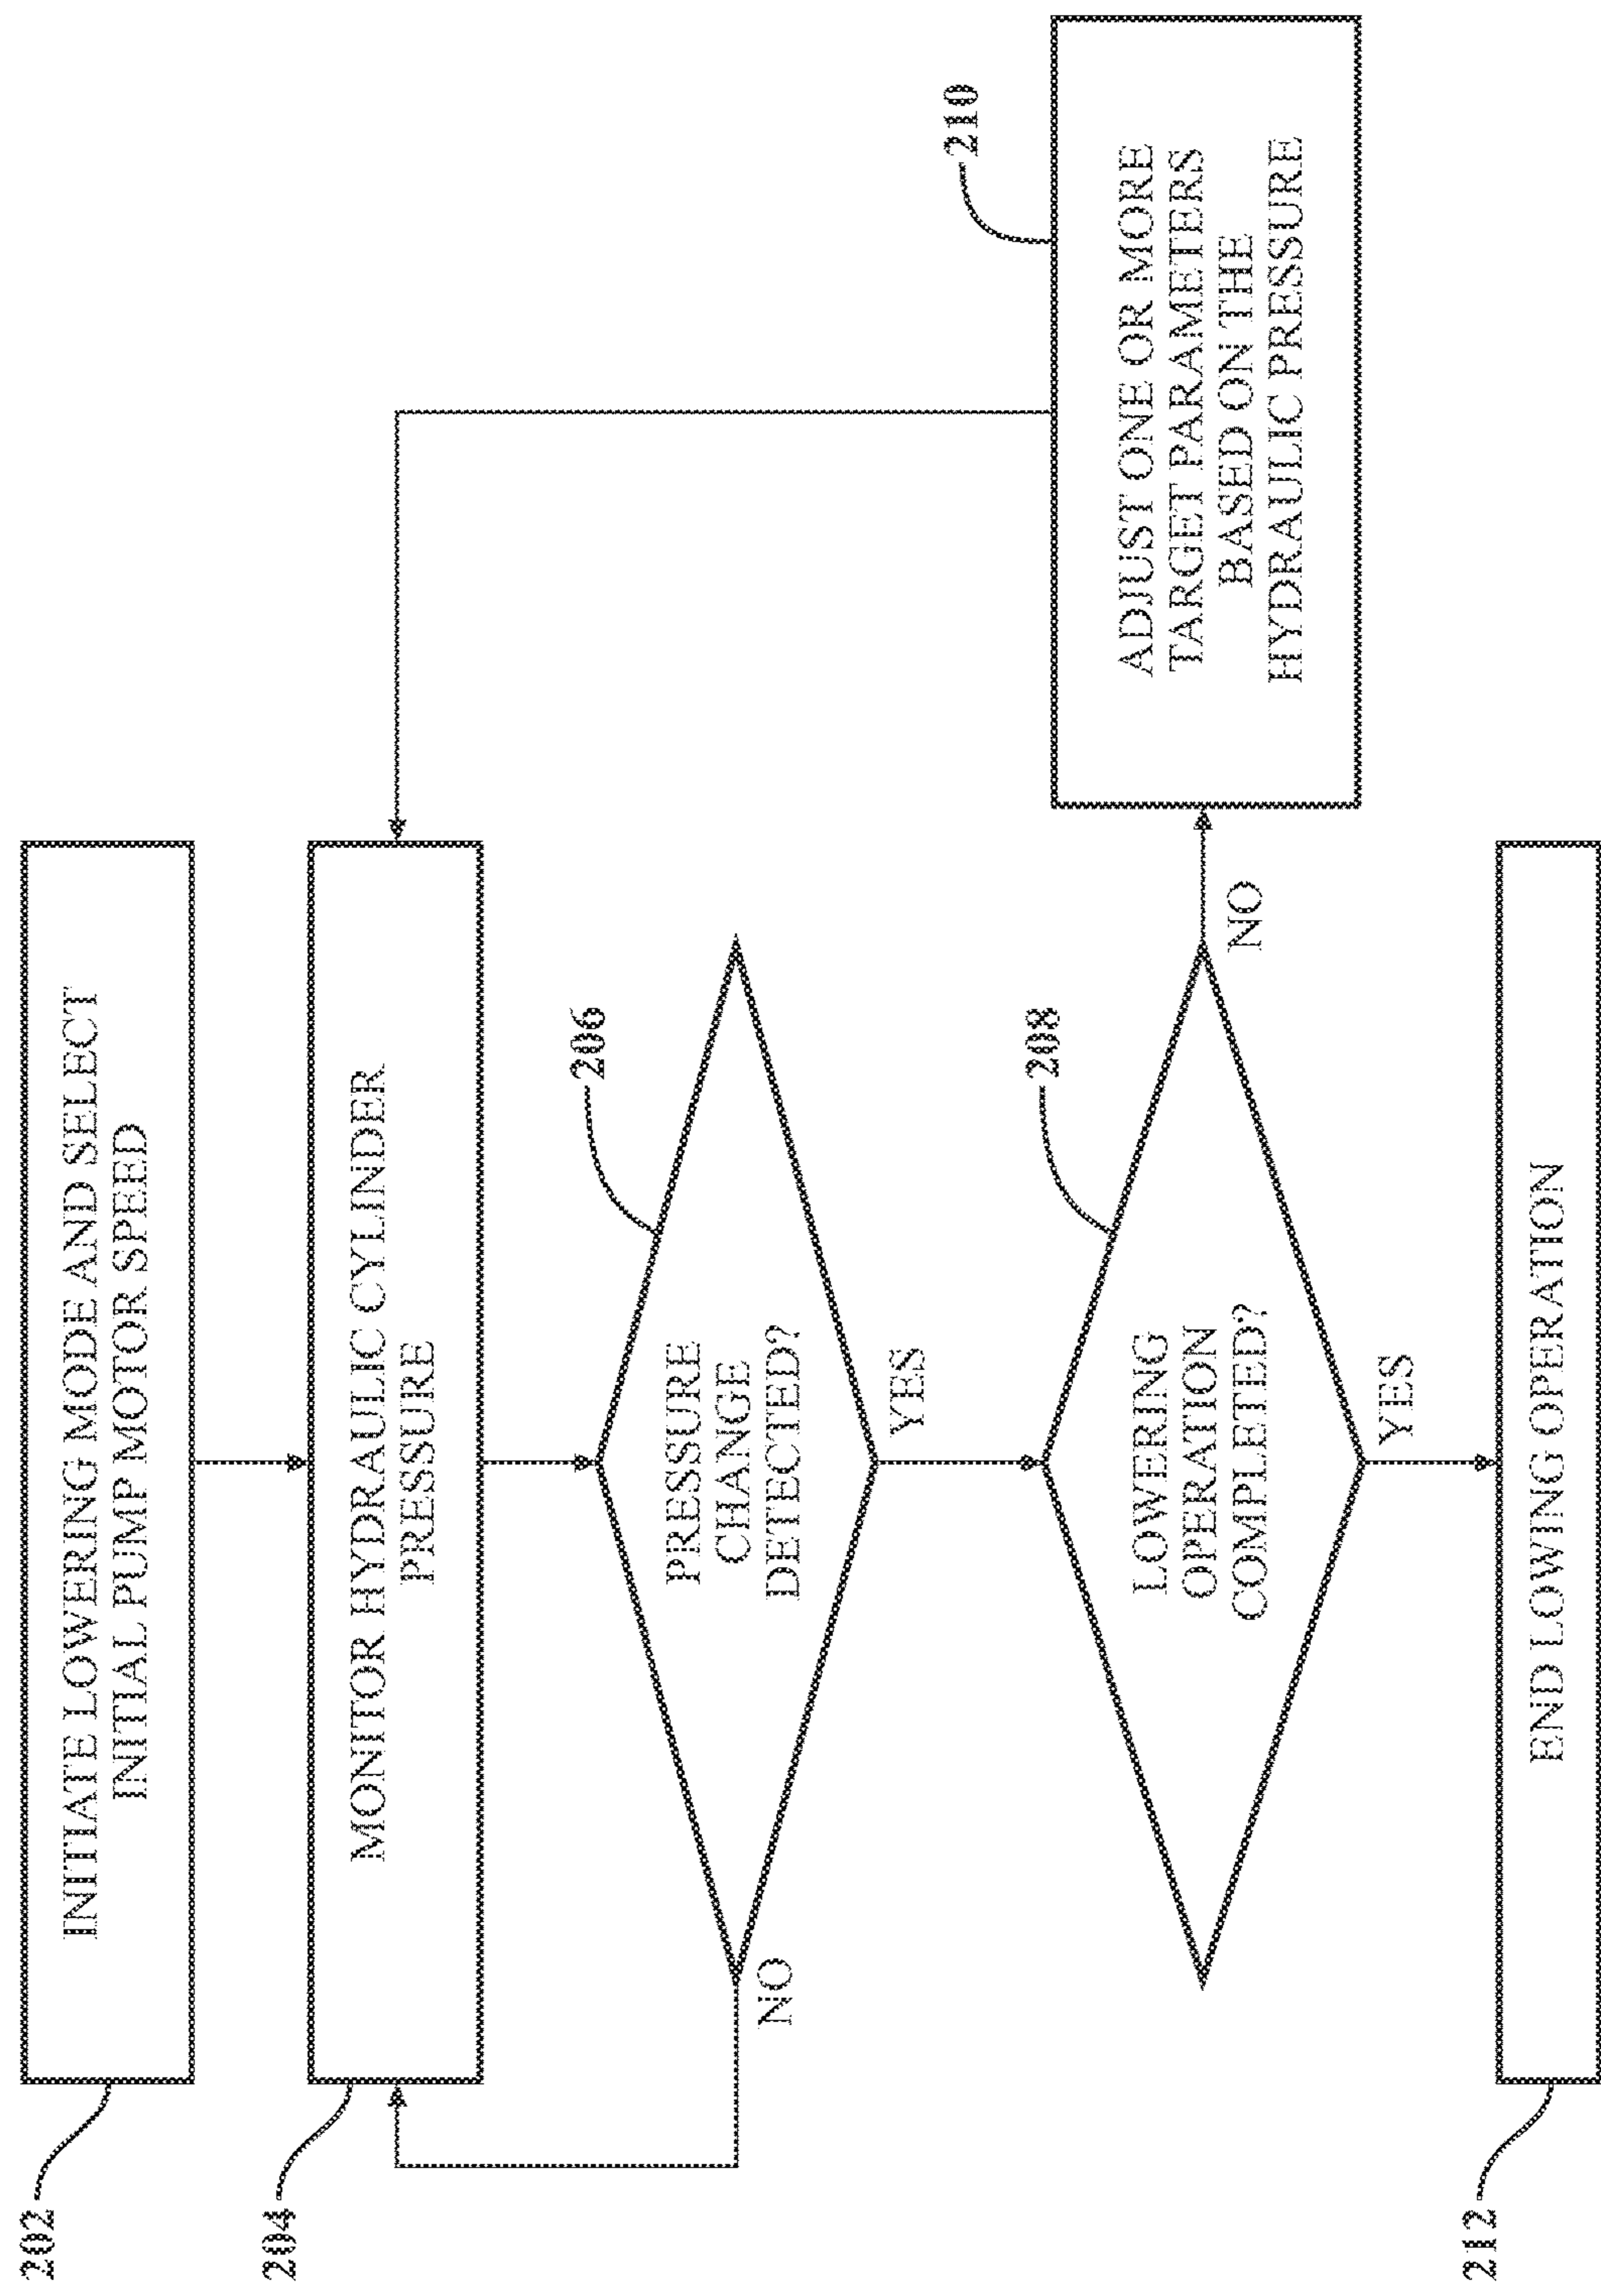 202
INITIATE LOWERING MODE AND SELECT
INITIAL PUMP MOTOR SPEED
204
MONITOR HYDRAULIC CYLINDER
PRESSURE
206
PRESSURE
CHANGE
DETECTED?
NO
YES
208
LOWERING
OPERATION
COMPLETED?
NO
YES
210
ADJUST ONE OR MORE
TARGET PARAMETERS
BASED ON THE
HYDRAULIC PRESSURE
212
END LOWING OPERATION